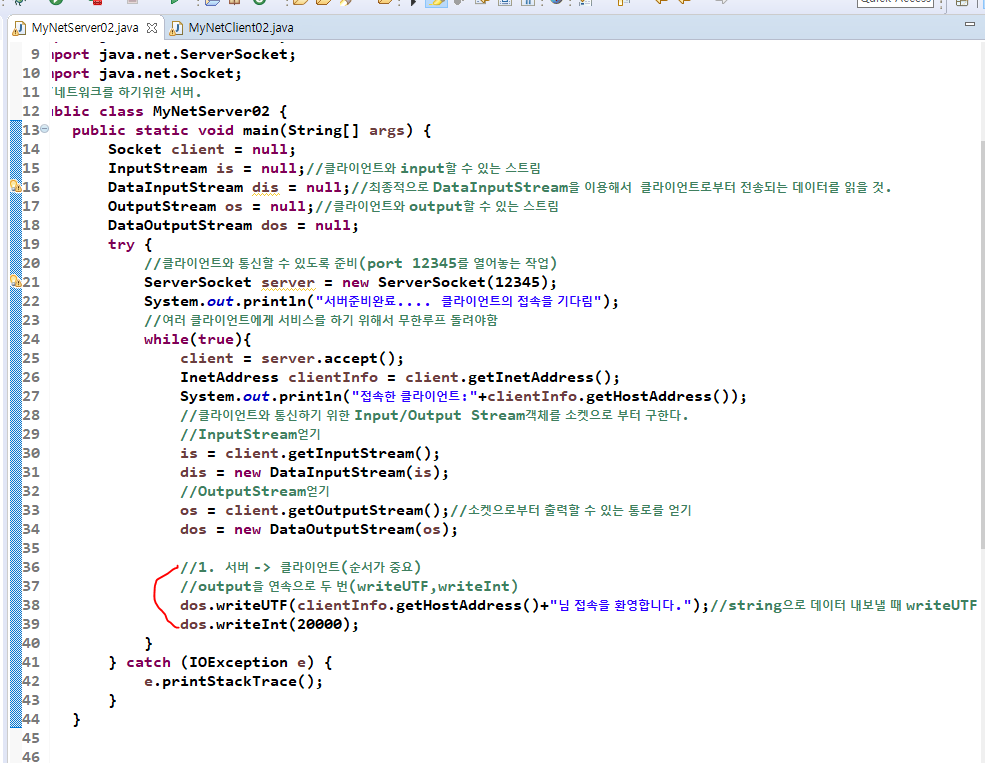 Quick Access
MyNetServer02.java
MyNetClient02.java
9 import java.net.ServerSocket;
10 import java.net.Socket;
11 /네트워크를 하기위한 서버.
12 ublic class MyNetServer02 {
13 public static void main(String[] args) {
14 Socket client = null;
15 InputStream is = null;//클라이언트와 input할 수 있는 스트림
16 DataInputStream dis = null;//최종적으로 DataInputStream을 이용해서 클라이언트로부터 전송되는 데이터를 읽을 것.
17 OutputStream os = null;//클라이언트와 output할 수 있는 스트림
18 DataOutputStream dos = null;
19 try {
20 //클라이언트와 통신할 수 있도록 준비(port 12345를 열어놓는 작업)
21 ServerSocket server = new ServerSocket(12345);
22 System.out.println("서버준비완료.... 클라이언트의 접속을 기다림");
23 //여러 클라이언트에게 서비스를 하기 위해서 무한루프 돌려야함
24 while(true){
25 client = server.accept();
26 InetAddress clientInfo = client.getInetAddress();
27 System.out.println("접속한 클라이언트:"+clientInfo.getHostAddress());
28 //클라이언트와 통신하기 위한 Input/Output Stream객체를 소켓으로 부터 구한다.
29 //InputStream얻기
30 is = client.getInputStream();
31 dis = new DataInputStream(is);
32 //OutputStream얻기
33 os = client.getOutputStream();//소켓으로부터 출력할 수 있는 통로를 얻기
34 dos = new DataOutputStream(os);
35
36 //1. 서버 -> 클라이언트(순서가 중요)
37 //output을 연속으로 두 번(writeUTF,writeInt)
38 dos.writeUTF(clientInfo.getHostAddress()+"님 접속을 환영합니다.");//string으로 데이터 내보낼 때 writeUTF
39 dos.writeInt(20000);
40 }
41 } catch (IOException e) {
42 e.printStackTrace();
43 }
44 }
45
46